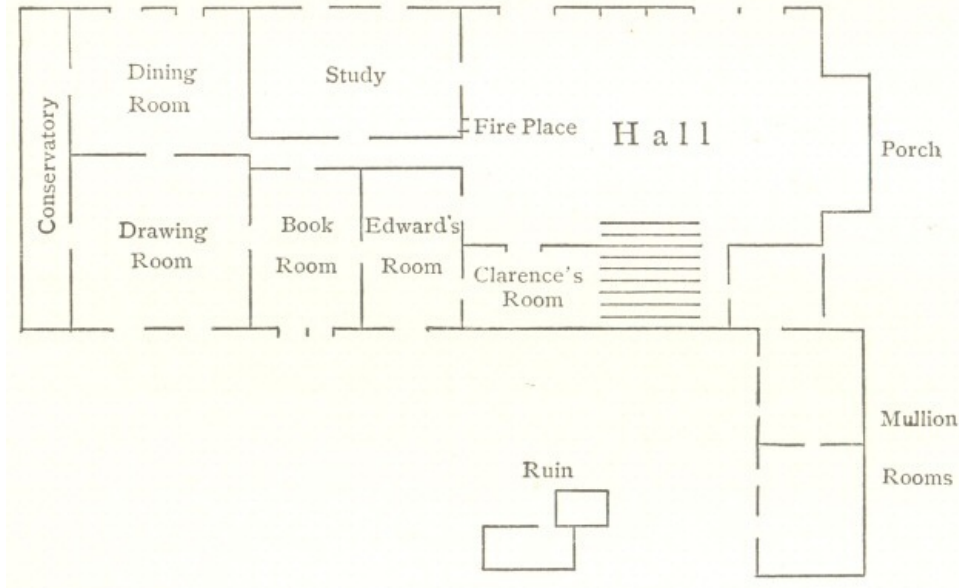 Dining
Room
Study
Fire Place
Hall
Porch
Conservatory
Drawing
Room
Book
Room
Edward's
Room
Clarence's
Room
Mullion
Rooms
Ruin